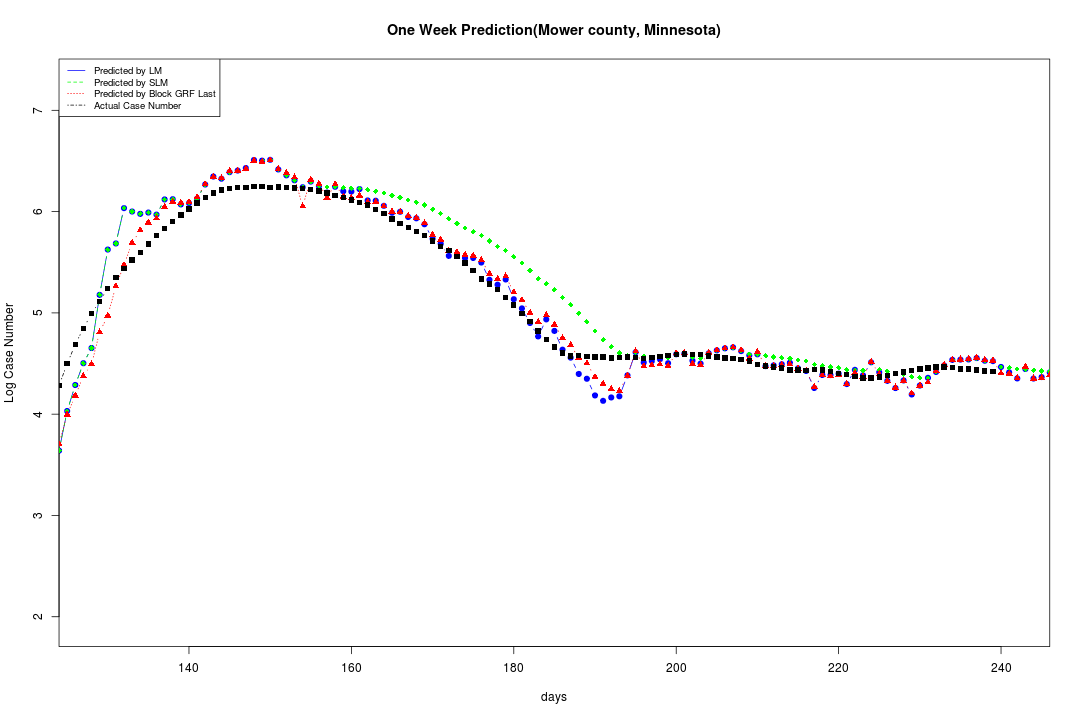 One Week Prediction(Mower county, Minnesota)
Predicted by LM
Predicted by SLM
Predicted by Block GRF Last
Actual Case Number
7
6
5
4
3
2
Log Case Number
140 160 180 200 220 240
days